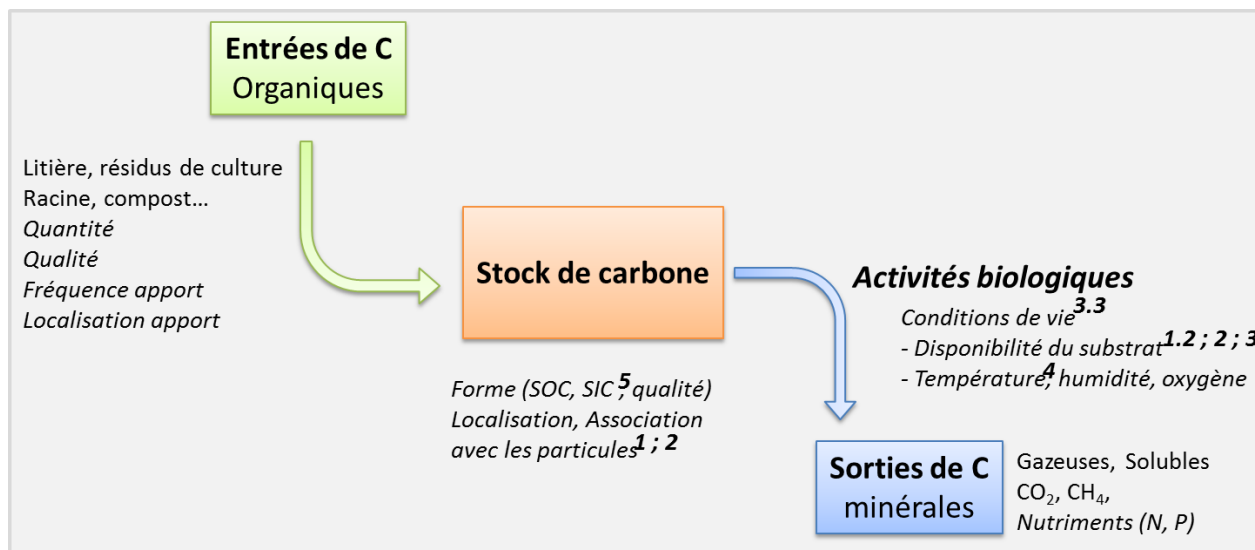 Entrées de C
Organiques
Litière, résidus de culture
Racine, compost…
Quantité
Qualité
Fréquence apport
Localisation apport
Stock de carbone
Forme (SOC, SIC 5, qualité)
Localisation, Association
avec les particules 1 ; 2
Activités biologiques
Conditions de vie 3.3
- Disponibilité du substrat 1.2 ; 2 ; 3
- Température, 4 humidité, oxygène
Sorties de C
minérales
Gazeuses, Solubles
CO2, CH4,
Nutriments (N, P)